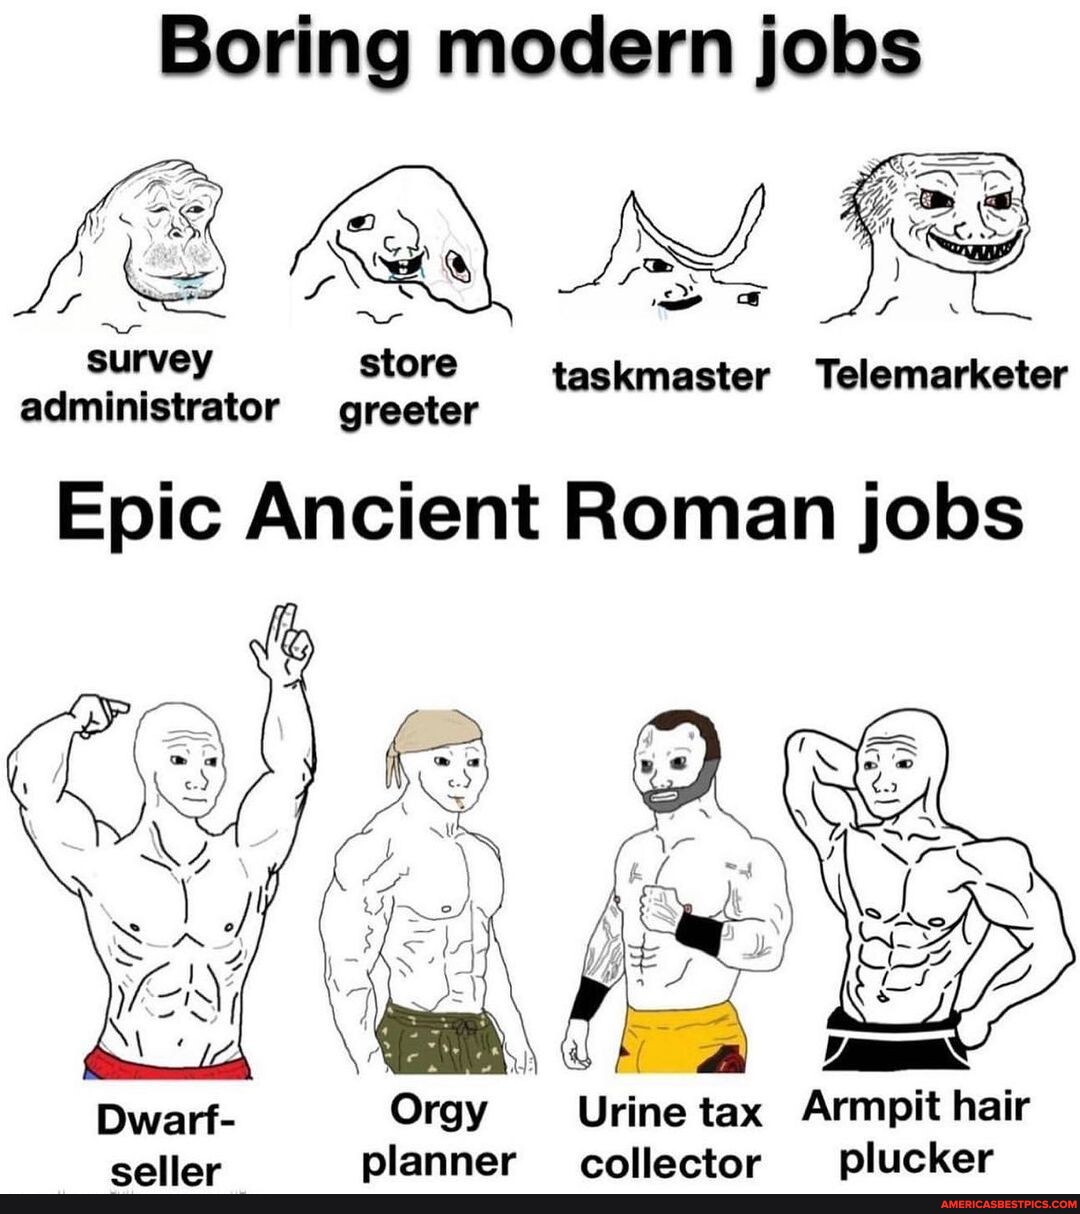 Boring modern jobs
survey
administrator
store
greeter
taskmaster
Telemarketer
Epic Ancient Roman jobs
Dwarf-
seller
Orgy
planner
Urine tax
collector
Armpit hair
plucker
AMERICASBESTPICS.COM